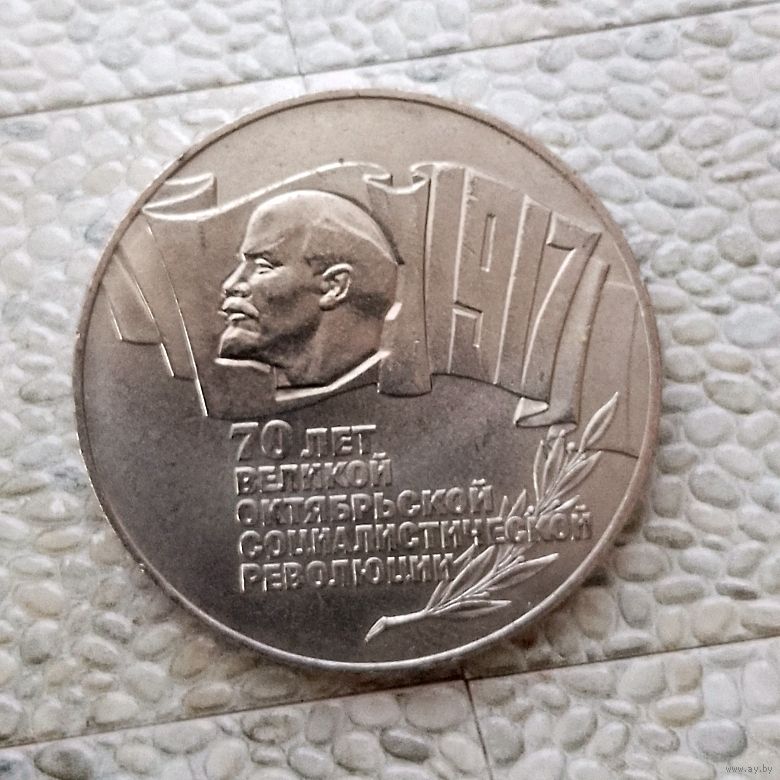 1917
70 ЛЕТ
ВЕЛИКОЙ
ОКТЯБРЬСКОЙ
СОЦИАЛИСТИЧЕСКОЙ
РЕВОЛЮЦИИ
www.ay.by